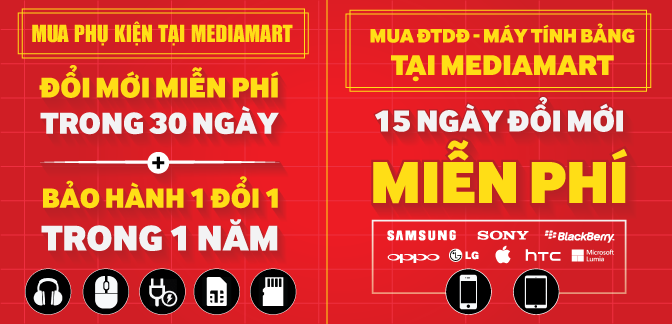 MUA PHỤ KIỆN TẠI MEDIAMART
ĐỔI MỚI MIỄN PHÍ
TRONG 30 NGÀY
+
BẢO HÀNH 1 ĐỔI 1
TRONG 1 NĂM
MUA ĐTDĐ - MÁY TÍNH BẢNG
TẠI MEDIAMART
15 NGÀY ĐỔI MỚI
MIỄN PHÍ
SAMSUNG SONY BlackBerry.
oppo LG hTC Microsoft
Lumia